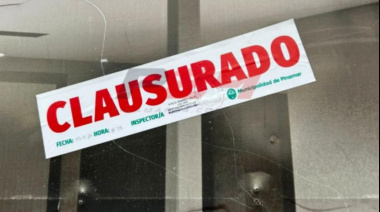 CLAUSURADO
FECHA: HORA: INSPECTOR/A Municipalidad de Pinamar